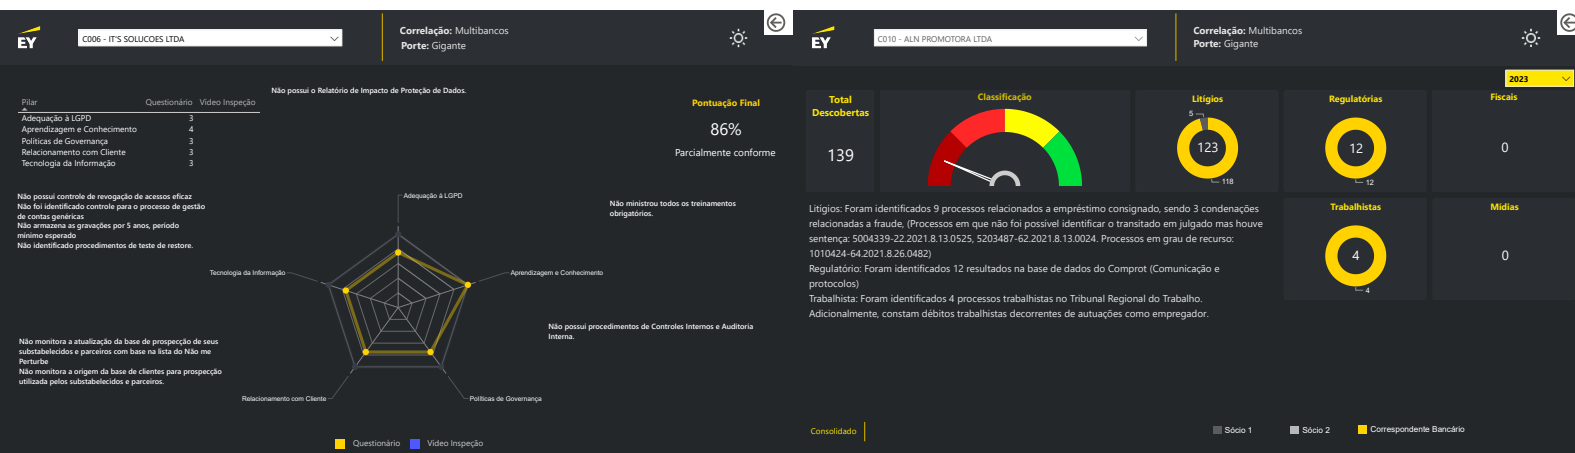 EY
C006 - IT'S SOLUCOES LTDA
Correlação: Multibancos
Porte: Gigante
Pilar Questionário Vídeo Inspeção
Adequação à LGPD 3
Aprendizagem e Conhecimento 4
Políticas de Governança 3
Relacionamento com Cliente 3
Tecnologia da Informação 3
Não possui o Relatório de Impacto de Proteção de Dados.
Pontuação Final
86%
Parcialmente conforme
Não possui controle de revogação de acessos eficaz
Não foi identificado controle para o processo de gestão
de contas genéricas
Não armazena as gravações por 5 anos, período
mínimo esperado
Não identificado procedimentos de teste de restore.
Adequação à LGPD
Não ministrou todos os treinamentos
obrigatórios.
Tecnologia da Informação
Aprendizagem e Conhecimento
Não possui procedimentos de Controles Internos e Auditoria
Interna.
Não monitora a atualização da base de prospecção de seus
substabelecidos e parceiros com base na lista do Não me
Perturbe
Não monitora a origem da base de clientes para prospecção
utilizada pelos substabelecidos e parceiros.
Relacionamento com Cliente
Políticas de Governança
Questionário Vídeo Inspeção
EY
C010 - ALN PROMOTORA LTDA
Correlação: Multibancos
Porte: Gigante
2023
Total
Descobertas
139
Classificação
Litígios
5
123
118
Regulatórias
12
12
Fiscais
0
Trabalhistas
4
4
Mídias
0
Litígios: Foram identificados 9 processos relacionados a empréstimo consignado, sendo 3 condenações
relacionadas a fraude, (Processos em que não foi possível identificar o transitado em julgado mas houve
sentença: 5004339-22.2021.8.13.0525, 5203487-62.2021.8.13.0024. Processos em grau de recurso:
1010424-64.2021.8.26.0482)
Regulatório: Foram identificados 12 resultados na base de dados do Comprot (Comunicação e
protocolos)
Trabalhista: Foram identificados 4 processos trabalhistas no Tribunal Regional do Trabalho.
Adicionalmente, constam débitos trabalhistas decorrentes de autuações como empregador.
Consolidado
Sócio 1 Sócio 2 Correspondente Bancário